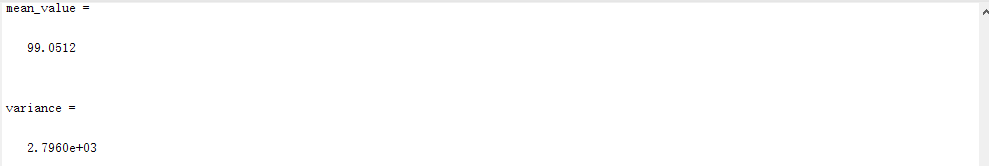 mean_value =
99.0512
variance =
2.7960e+03